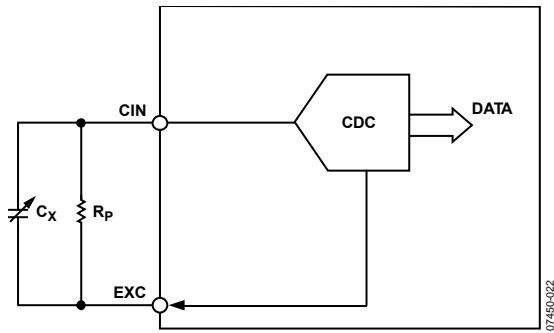 CIN
CDC
DATA
CX
RP
EXC
07450-022